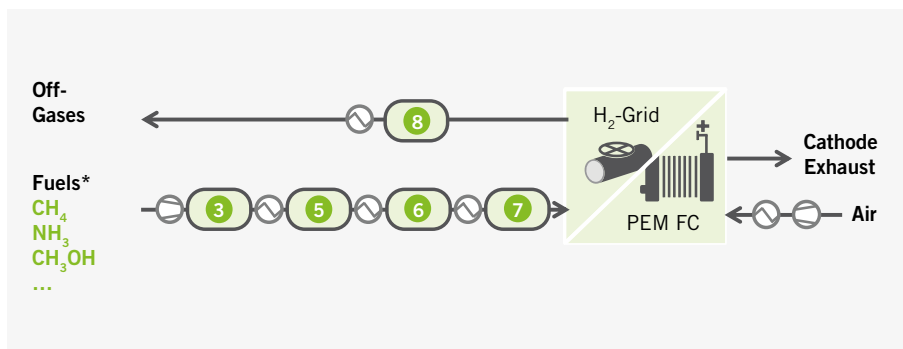 Off-
Gases
8
H₂-Grid
+
Cathode
Exhaust
Fuels*
CH₄
NH₃
CH₃OH
...
3
5
6
7
PEM FC
Air